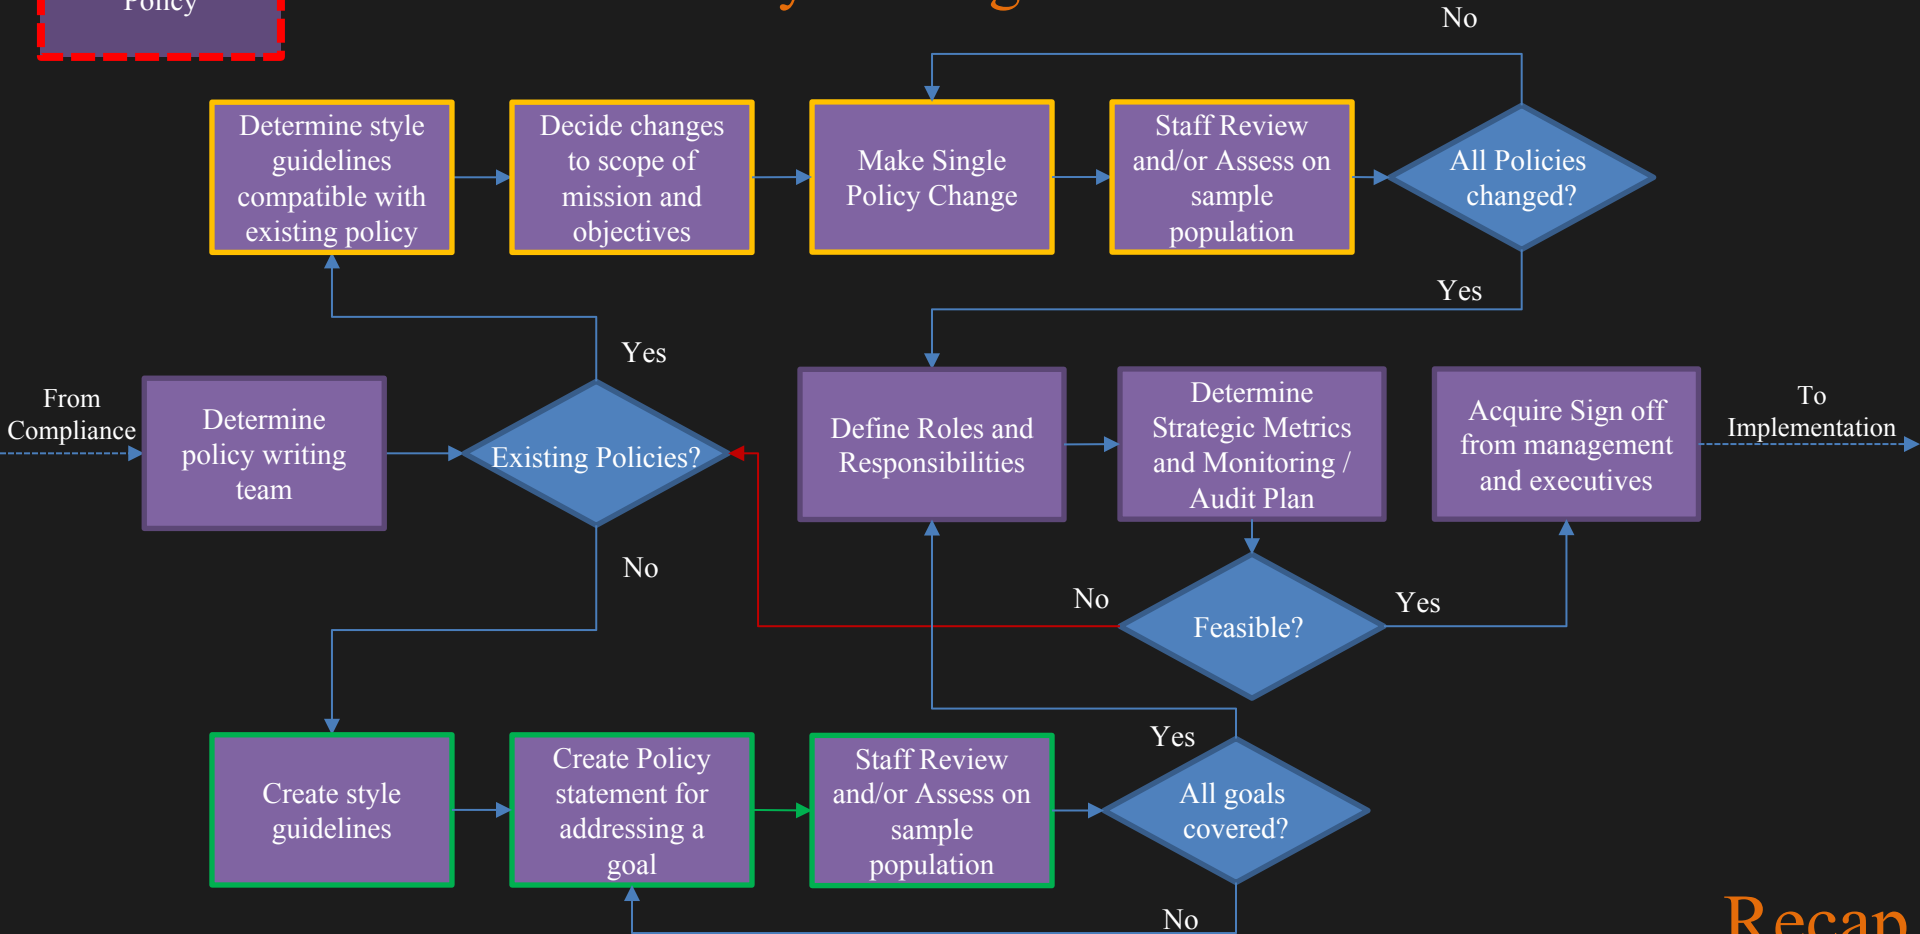 Policy
No
Determine style
guidelines
compatible with
existing policy
Decide changes
to scope of
mission and
objectives
Make Single
Policy Change
Staff Review
and/or Assess on
sample
population
All Policies
changed?
Yes
Yes
From
Compliance
Determine
policy writing
team
Existing Policies?
Define Roles and
Responsibilities
Determine
Strategic Metrics
and Monitoring /
Audit Plan
Acquire Sign off
from management
and executives
To
Implementation
No
No
Feasible?
Yes
Create style
guidelines
Create Policy
statement for
addressing a
goal
Staff Review
and/or Assess on
sample
population
Yes
All goals
covered?
No
Recap